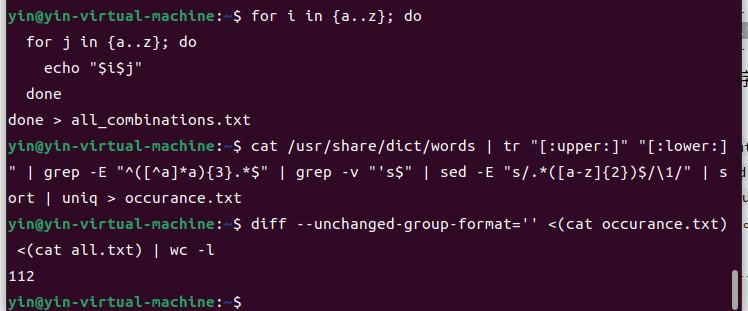 yin@yin-virtual-machine:~$ for i in {a..z}; do
  for j in {a..z}; do
    echo "$i$j"
  done
done > all_combinations.txt
yin@yin-virtual-machine:~$ cat /usr/share/dict/words | tr "[:upper:]" "[:lower:]
" | grep -E "^([^a]*a){3}.*$" | grep -v "'s$" | sed -E "s/.*([a-z]{2})$/\1/" | s
ort | uniq > occurance.txt
yin@yin-virtual-machine:~$ diff --unchanged-group-format='' <(cat occurance.txt)
 <(cat all.txt) | wc -l
112
yin@yin-virtual-machine:~$